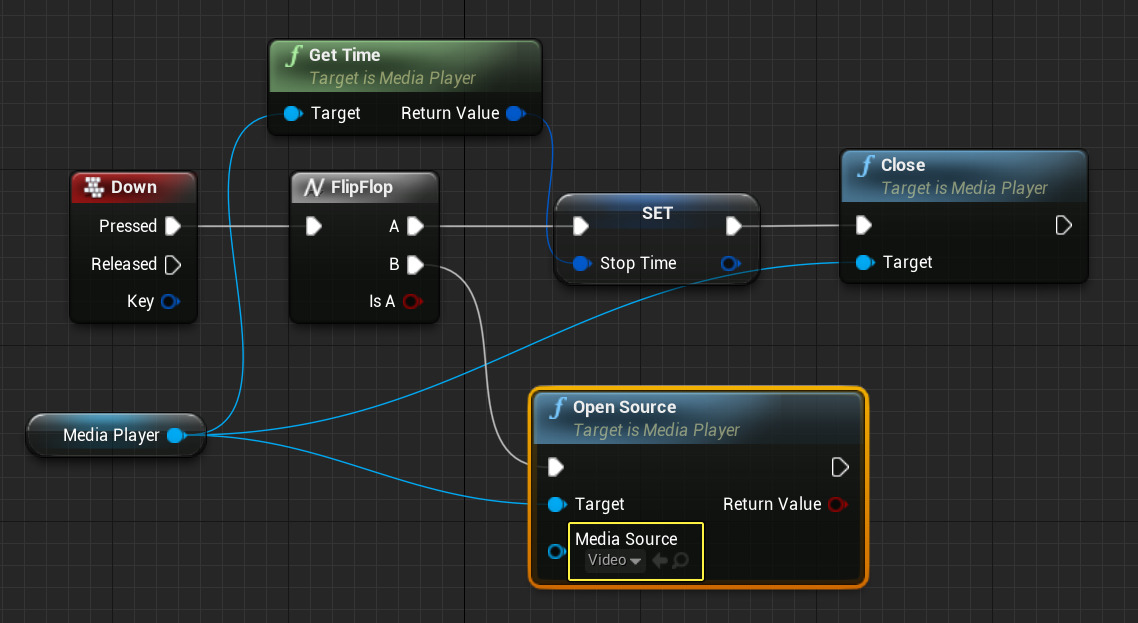 Get Time
Target is Media Player
Target
Return Value
Down
Pressed
Released
Key
FlipFlop
A
B
Is A
SET
Stop Time
Close
Target is Media Player
Target
Media Player
Open Source
Target is Media Player
Target
Return Value
Media Source
Video